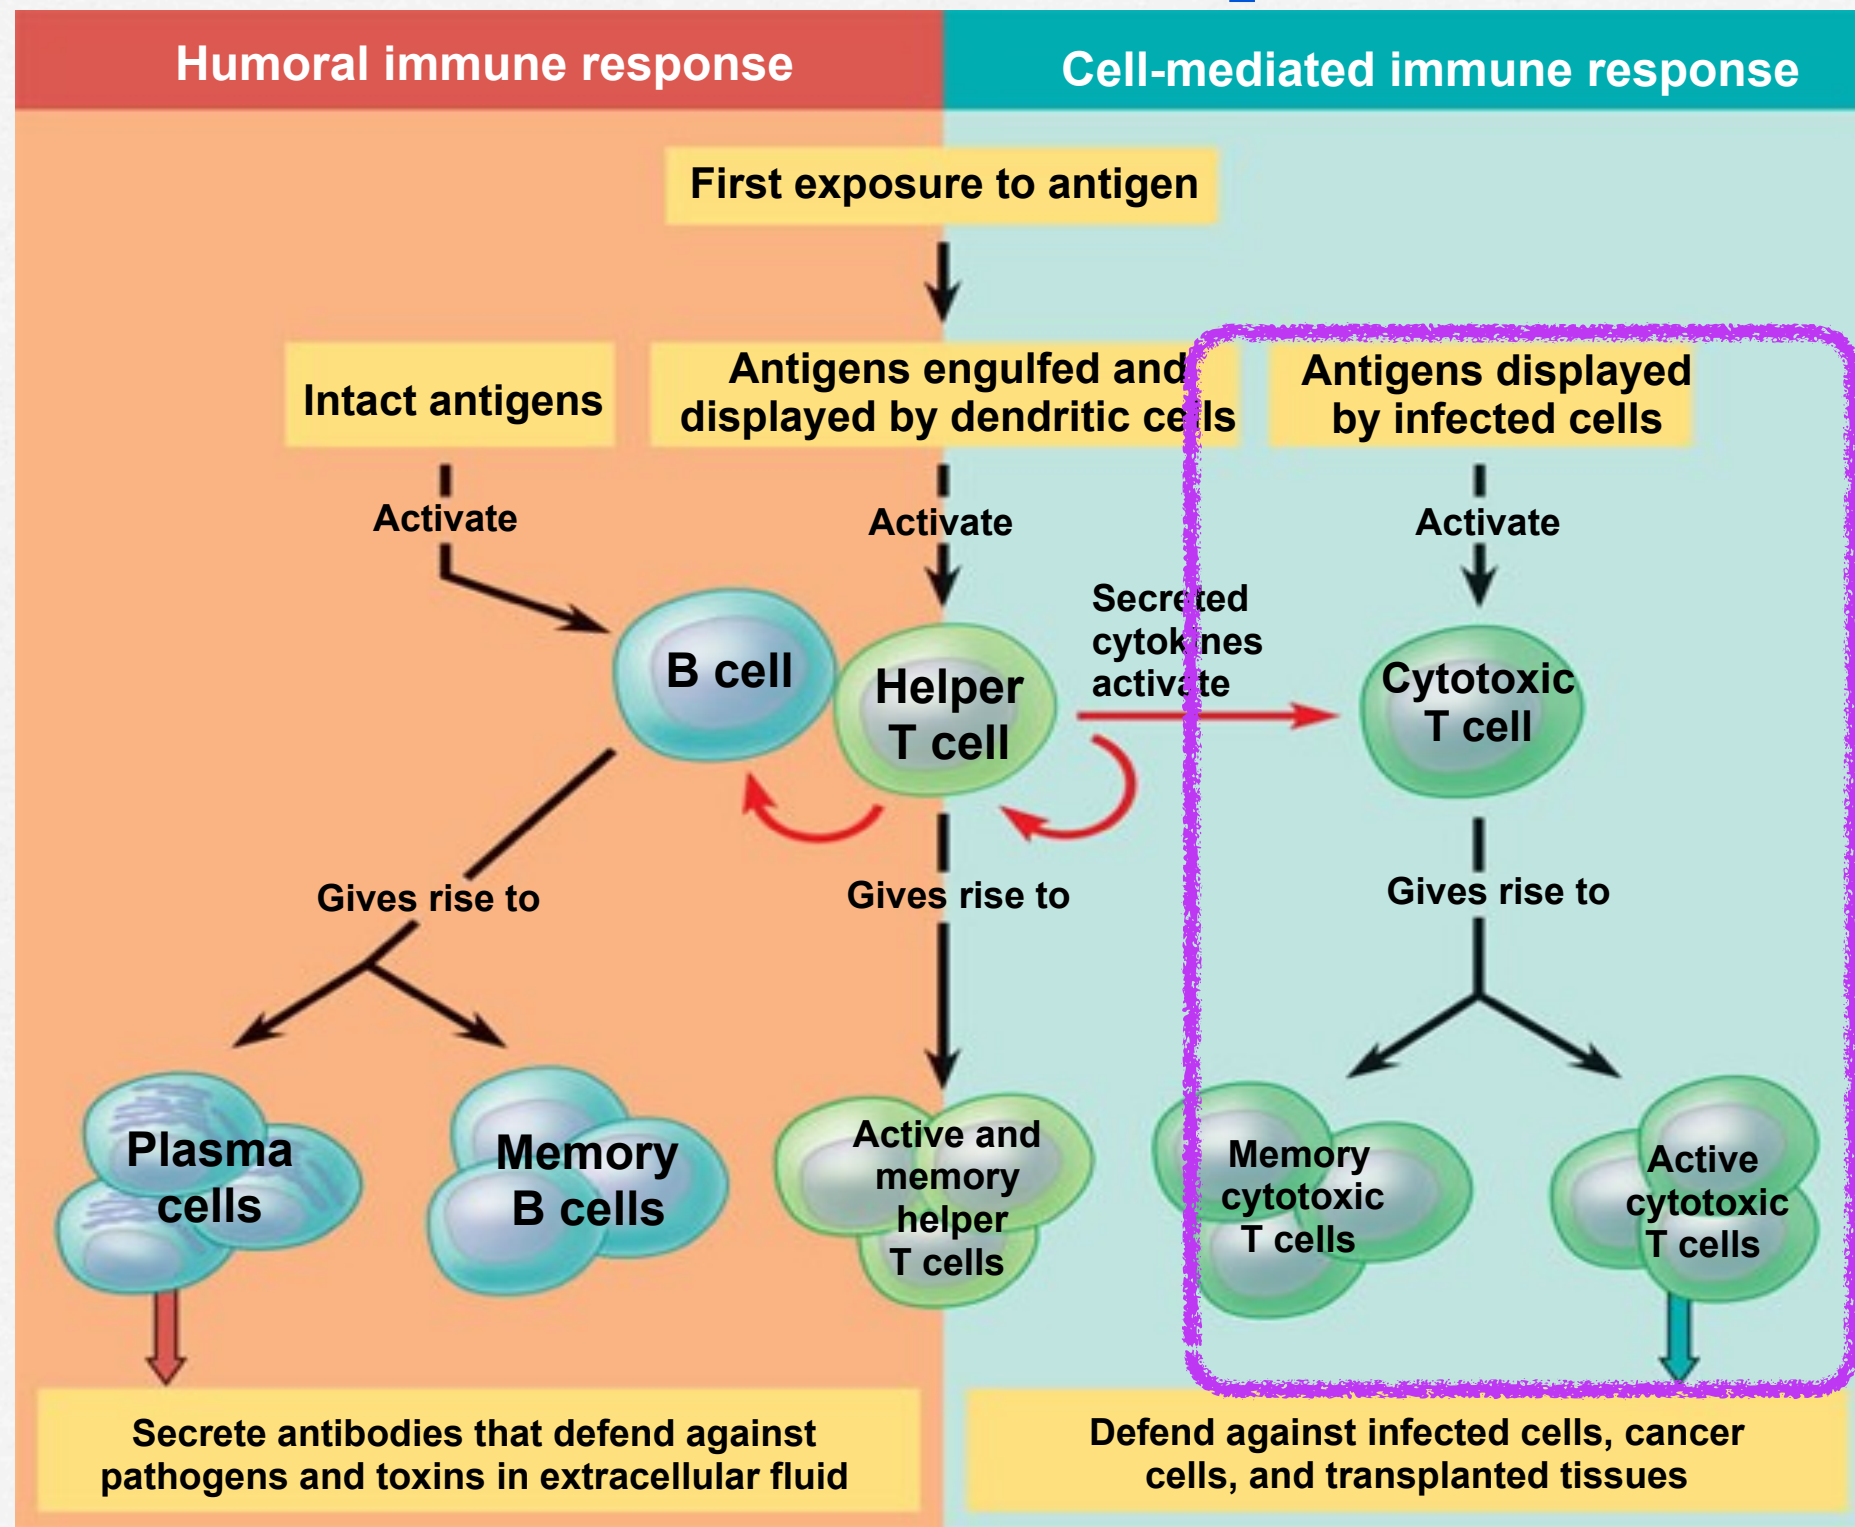 Humoral immune response
Cell-mediated immune response
First exposure to antigen
Intact antigens
Antigens engulfed and
displayed by dendritic cells
Antigens displayed
by infected cells
Activate
Activate
Activate
Secreted
cytokines
activate
B cell
Helper
T cell
Cytotoxic
T cell
Gives rise to
Gives rise to
Gives rise to
Plasma
cells
Memory
B cells
Active and
memory
helper
T cells
Memory
cytotoxic
T cells
Active
cytotoxic
T cells
Secrete antibodies that defend against
pathogens and toxins in extracellular fluid
Defend against infected cells, cancer
cells, and transplanted tissues